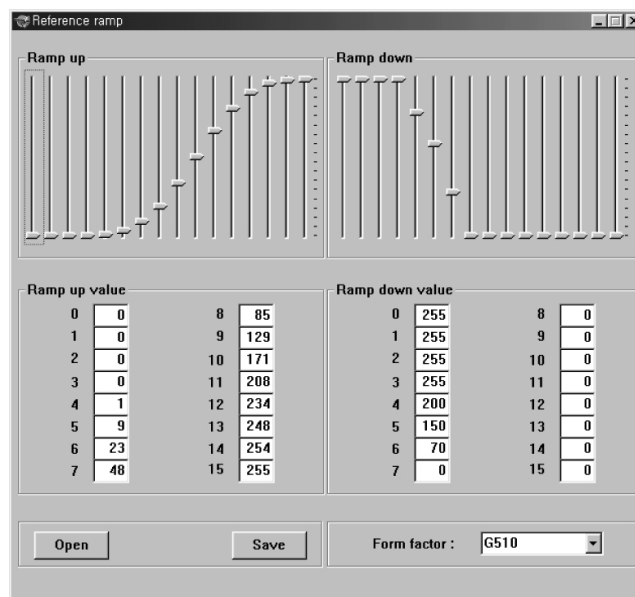 Reference ramp
Ramp up
Ramp down
Ramp up value
0 0 8 85
1 0 9 129
2 0 10 171
3 0 11 208
4 1 12 234
5 9 13 248
6 23 14 254
7 48 15 255
Ramp down value
0 255 8 0
1 255 9 0
2 255 10 0
3 255 11 0
4 200 12 0
5 150 13 0
6 70 14 0
7 0 15 0
Open
Save
Form factor : G510